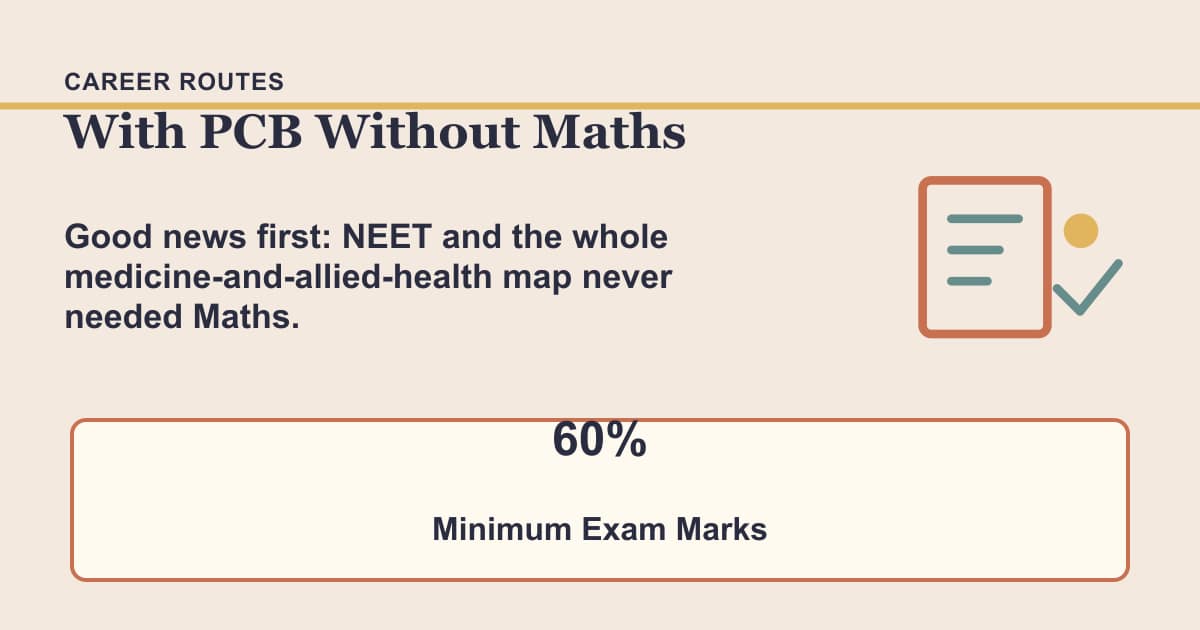 CAREER ROUTES
With PCB Without Maths
Good news first: NEET and the whole
medicine-and-allied-health map never
needed Maths.
60%
Minimum Exam Marks